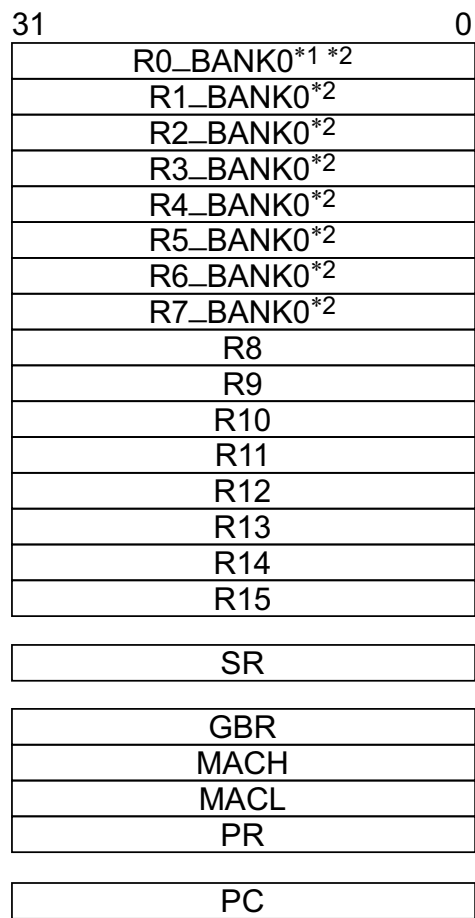 31 0
R0_BANK0*1 *2
R1_BANK0*2
R2_BANK0*2
R3_BANK0*2
R4_BANK0*2
R5_BANK0*2
R6_BANK0*2
R7_BANK0*2
R8
R9
R10
R11
R12
R13
R14
R15
SR
GBR
MACH
MACL
PR
PC